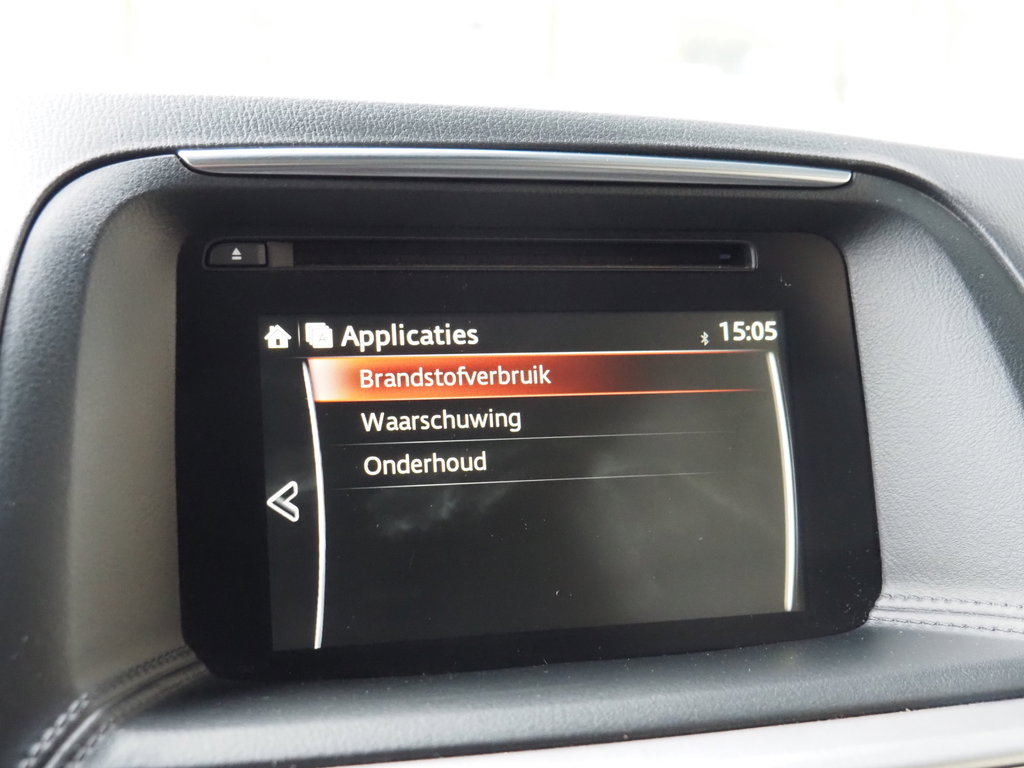 Applicaties 15:05
Brandstofverbruik
Waarschuwing
Onderhoud